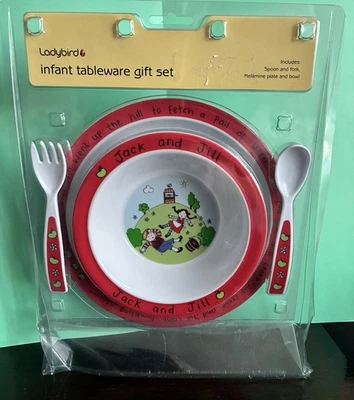 Ladybird
infant tableware gift set
Includes:
Spoon and fork,
Melamine plate and bowl
up the hill to fetch a pail of
Jack and Jill
Jack and Jill